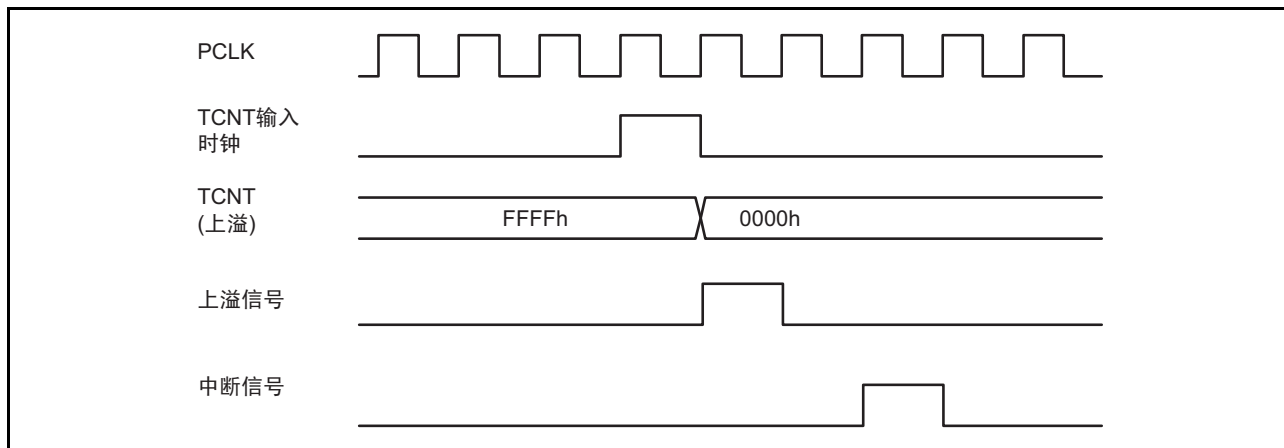 PCLK
TCNT输入
时钟
TCNT
(上溢)
FFFFh
0000h
上溢信号
中断信号